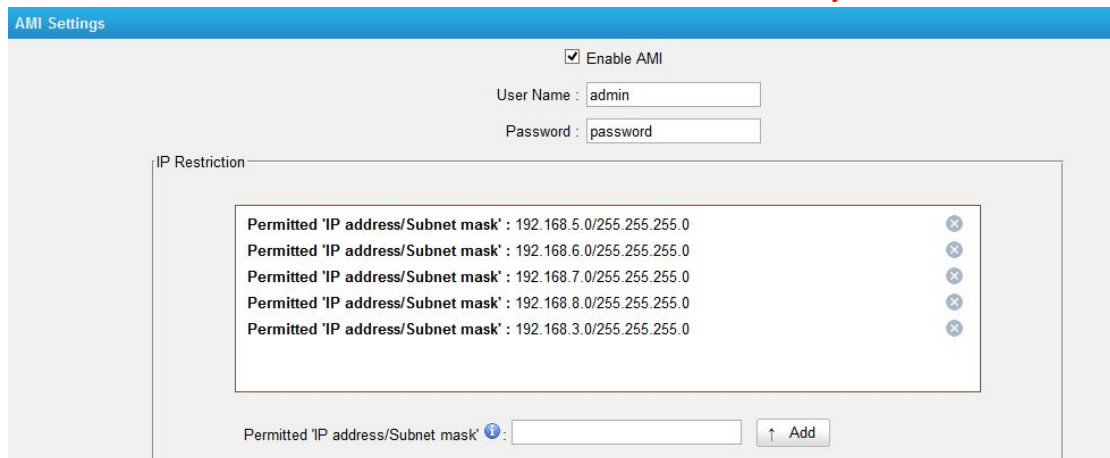 AMI Settings
Enable AMI
User Name : admin
Password : password
IP Restriction
Permitted 'IP address/Subnet mask' : 192.168.5.0/255.255.255.0
Permitted 'IP address/Subnet mask' : 192.168.6.0/255.255.255.0
Permitted 'IP address/Subnet mask' : 192.168.7.0/255.255.255.0
Permitted 'IP address/Subnet mask' : 192.168.8.0/255.255.255.0
Permitted 'IP address/Subnet mask' : 192.168.3.0/255.255.255.0
Permitted 'IP address/Subnet mask' : ↑ Add